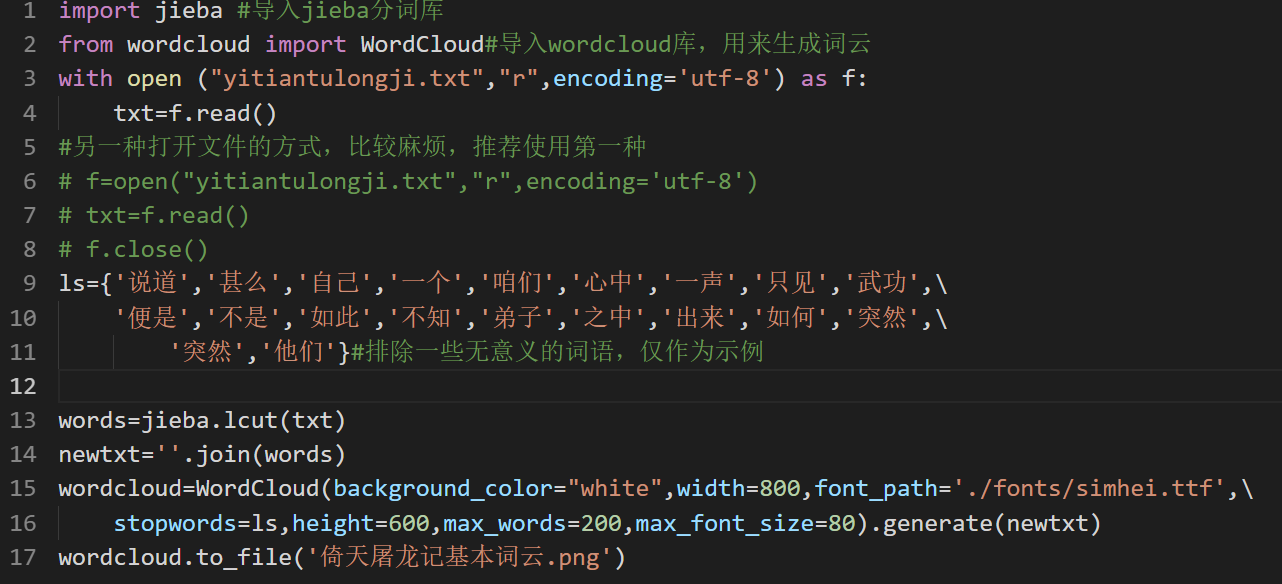 1 import jieba #导入jieba分词库
2 from wordcloud import WordCloud#导入wordcloud库，用来生成词云
3 with open ("yitiantulongji.txt","r",encoding='utf-8') as f:
4     txt=f.read()
5 #另一种打开文件的方式，比较麻烦，推荐使用第一种
6 # f=open("yitiantulongji.txt","r",encoding='utf-8')
7 # txt=f.read()
8 # f.close()
9 ls={'说道','甚么','自己','一个','咱们','心中','一声','只见','武功',\
10     '便是','不是','如此','不知','弟子','之中','出来','如何','突然',\
11         '突然','他们'}#排除一些无意义的词语，仅作为示例
12
13 words=jieba.lcut(txt)
14 newtxt=''.join(words)
15 wordcloud=WordCloud(background_color="white",width=800,font_path='./fonts/simhei.ttf',\
16     stopwords=ls,height=600,max_words=200,max_font_size=80).generate(newtxt)
17 wordcloud.to_file('倚天屠龙记基本词云.png')